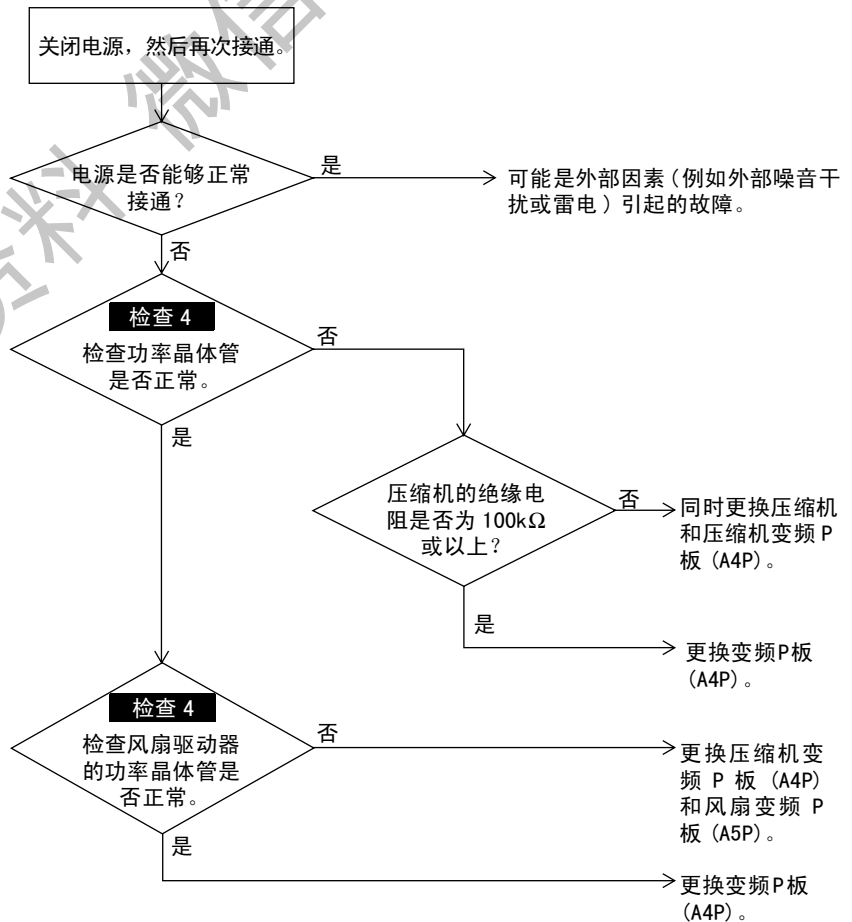 资料 微信
关闭电源，然后再次接通。
电源是否能够正常
接通？
是
可能是外部因素（例如外部噪音干
扰或雷电）引起的故障。
否
检查 4
检查功率晶体管
是否正常。
否
是
压缩机的绝缘电
阻是否为 100kΩ
或以上？
否
同时更换压缩机
和压缩机变频 P
板 (A4P)。
是
更换变频P板
(A4P)。
检查 4
检查风扇驱动器
的功率晶体管是
否正常。
否
更换压缩机变
频 P 板 (A4P)
和风扇变频 P
板 (A5P)。
是
更换变频P板
(A4P)。